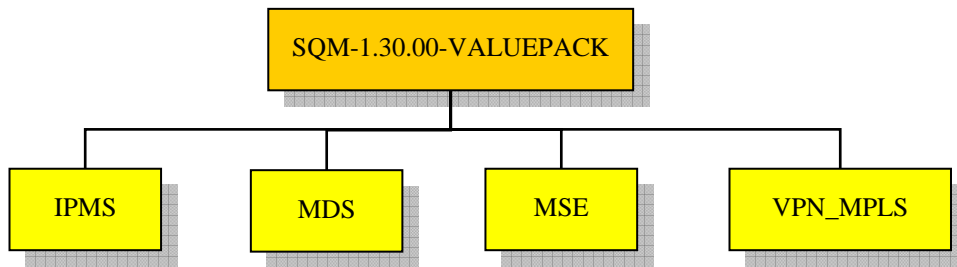 SQM-1.30.00-VALUEPACK
IPMS
MDS
MSE
VPN_MPLS